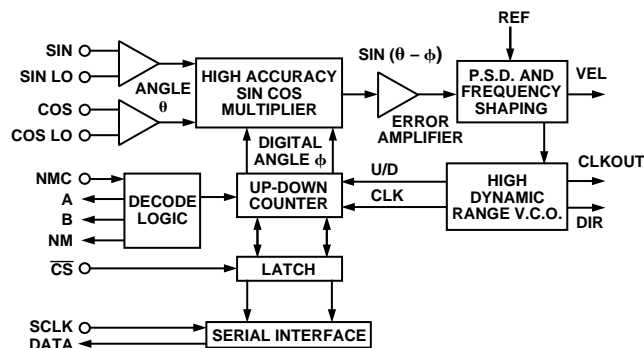 REF
SIN
SIN LO
COS
COS LO
ANGLE
θ
HIGH ACCURACY
SIN COS
MULTIPLIER
SIN (θ – ϕ)
ERROR
AMPLIFIER
P.S.D. AND
FREQUENCY
SHAPING
VEL
DIGITAL
ANGLE ϕ
NMC
A
B
NM
DECODE
LOGIC
UP-DOWN
COUNTER
U/D
CLK
HIGH
DYNAMIC
RANGE V.C.O.
CLKOUT
DIR
C̅S̅
LATCH
SCLK
DATA
SERIAL INTERFACE